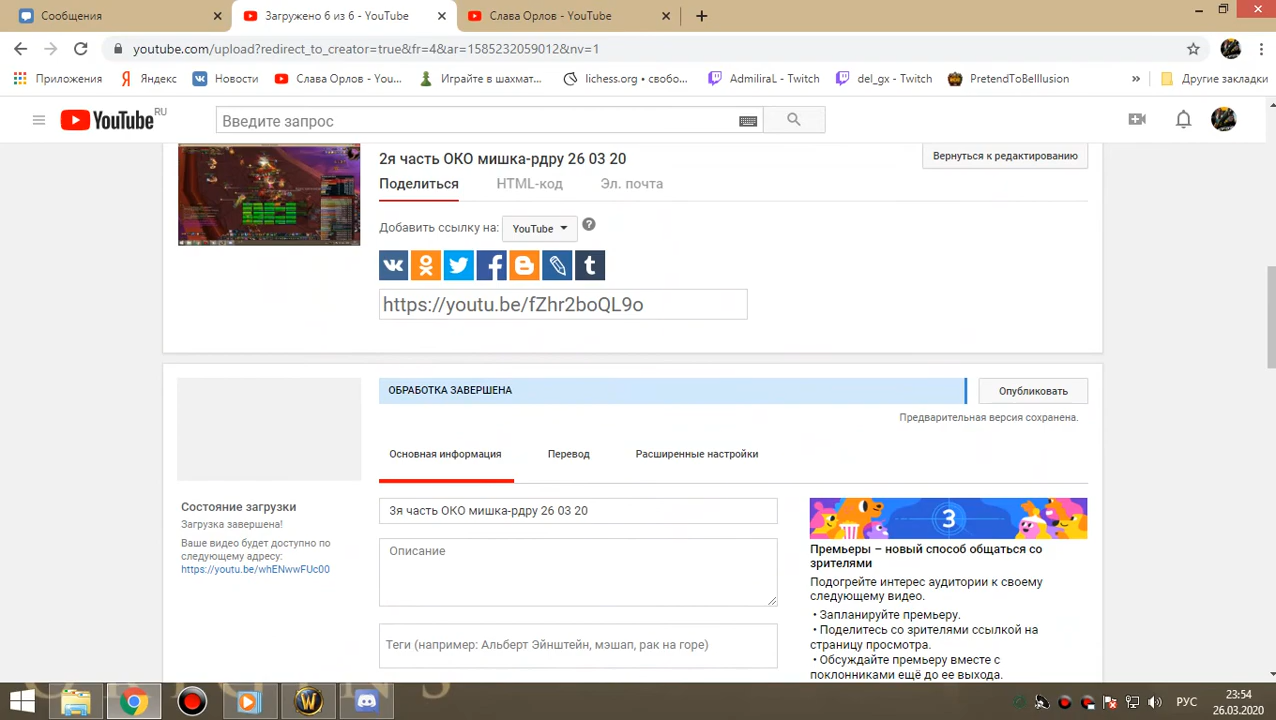 Сообщения
Загружено 6 из 6 - YouTube
Слава Орлов - YouTube
youtube.com/upload?redirect_to_creator=true&fr=4&ar=1585232059012&nv=1
Приложения
Яндекс
Новости
Слава Орлов - You...
Играйте в шахмат...
lichess.org • свобо...
AdmiraL - Twitch
del_gx - Twitch
PretendToBeIllusion
»
Другие закладки
YouTube RU
Введите запрос
2я часть ОКО мишка-рдру 26 03 20
Вернуться к редактированию
Поделиться
HTML-код
Эл. почта
Добавить ссылку на:
YouTube
?
https://youtu.be/fZhr2boQL9o
ОБРАБОТКА ЗАВЕРШЕНА
Опубликовать
Предварительная версия сохранена.
Основная информация
Перевод
Расширенные настройки
Состояние загрузки
Загрузка завершена!
Ваше видео будет доступно по
следующему адресу:
https://youtu.be/whENwwFUc00
3я часть ОКО мишка-рдру 26 03 20
Описание
Теги (например: Альберт Эйнштейн, мэшап, рак на горе)
3
Премьеры – новый способ общаться со
зрителями
Подогрейте интерес аудитории к своему
следующему видео.
• Запланируйте премьеру.
• Поделитесь со зрителями ссылкой на
страницу просмотра.
• Обсуждайте премьеру вместе с
поклонниками ещё до ее выхода.
РУС
23:54
26.03.2020